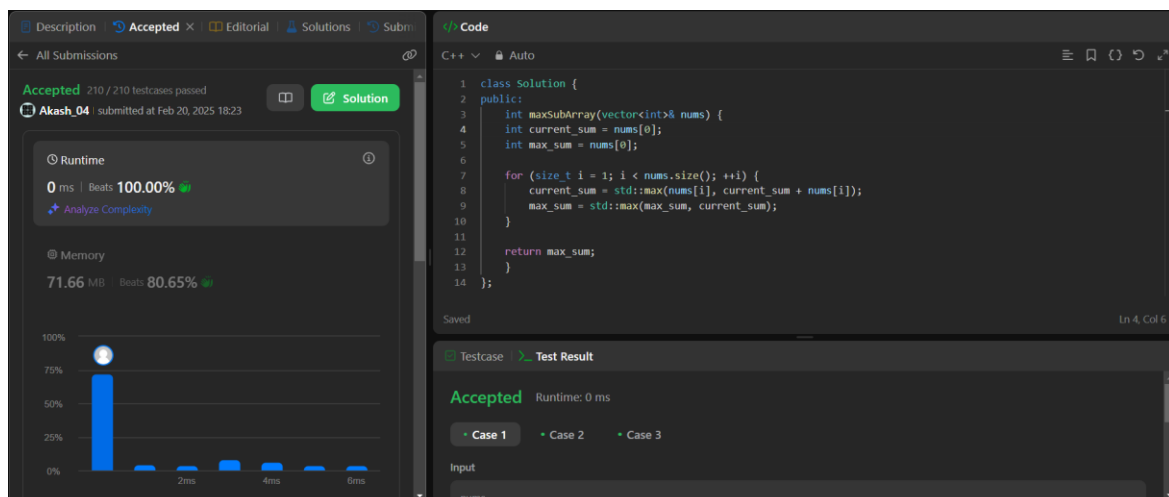 Description
Accepted
Editorial
Solutions
Subm
All Submissions
Accepted 210 / 210 testcases passed
Akash_04 submitted at Feb 20, 2025 18:23
Solution
Runtime
0 ms Beats 100.00%
Analyze Complexity
Memory
71.66 MB Beats 80.65%
100%
75%
50%
25%
0%
2ms 4ms 6ms
</> Code
C++ Auto
1 class Solution {
2 public:
3 int maxSubArray(vector<int>& nums) {
4 int current_sum = nums[0];
5 int max_sum = nums[0];
6
7 for (size_t i = 1; i < nums.size(); ++i) {
8 current_sum = std::max(nums[i], current_sum + nums[i]);
9 max_sum = std::max(max_sum, current_sum);
10 }
11
12 return max_sum;
13 }
14 };
Saved Ln 4, Col 6
Testcase >_ Test Result
Accepted Runtime: 0 ms
• Case 1 • Case 2 • Case 3
Input